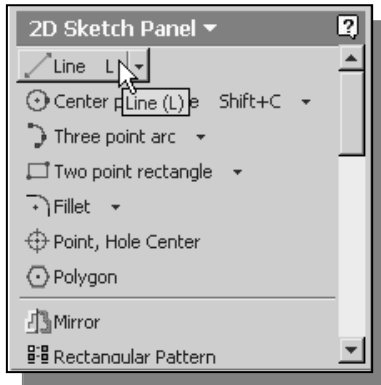 2D Sketch Panel
Line L
Center p e Shift+C
Line (L)
Three point arc
Two point rectangle
Fillet
Point, Hole Center
Polygon
Mirror
Rectangular Pattern